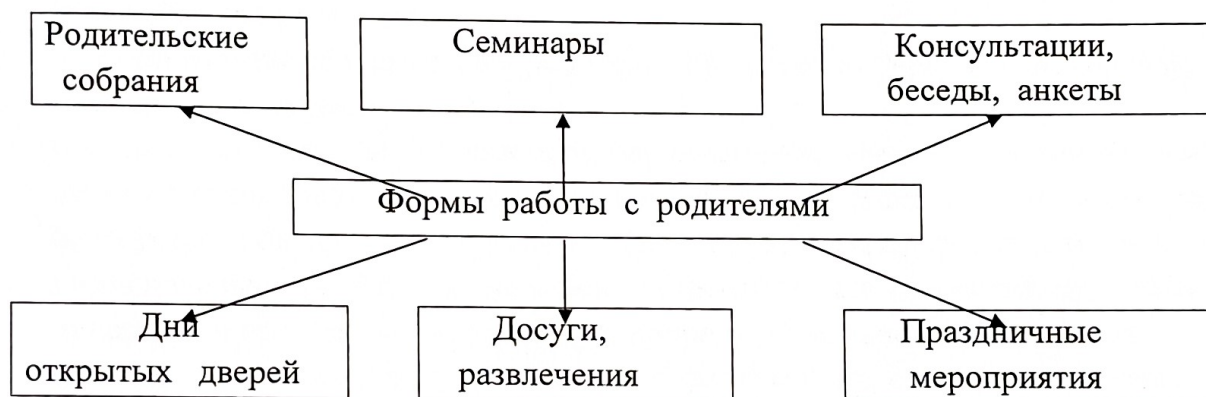 Родительские
собрания
Семинары
Консультации,
беседы, анкеты
Формы работы с родителями
Дни
открытых дверей
Досуги,
развлечения
Праздничные
мероприятия